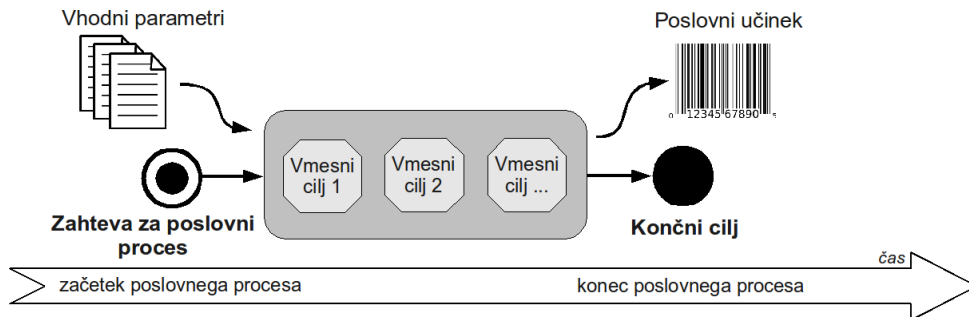 Vhodni parametri
Poslovni učinek
0 12345 67890 5
Vmesni
cilj 1
Vmesni
cilj 2
Vmesni
cilj ...
Zahteva za poslovni
proces
Končni cilj
čas
začetek poslovnega procesa
konec poslovnega procesa